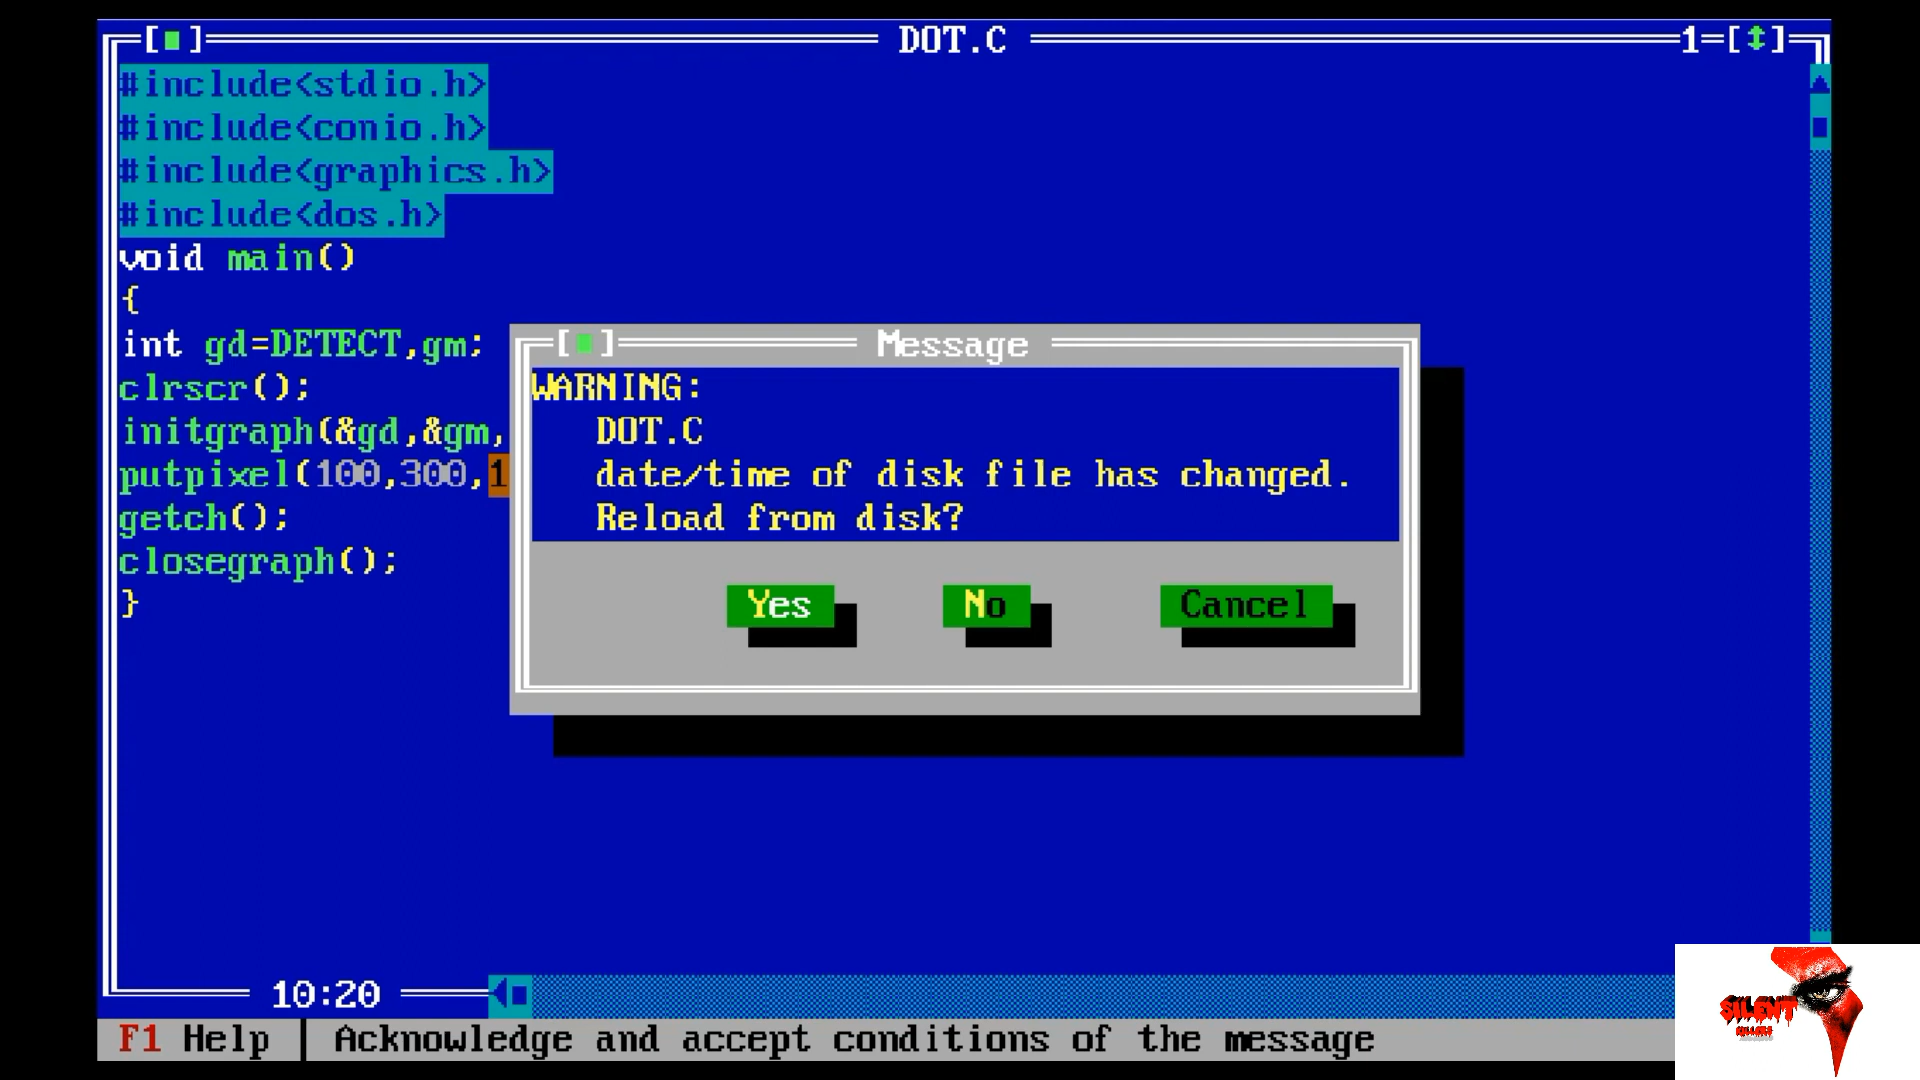 [■] DOT.C 1=[↕]
#include<stdio.h>
#include<conio.h>
#include<graphics.h>
#include<dos.h>
void main()
{
int gd=DETECT,gm;
clrscr();
initgraph(&gd,&gm,
putpixel(100,300,1
getch();
closegraph();
}
[■] Message
WARNING:
DOT.C
date/time of disk file has changed.
Reload from disk?
Yes No Cancel
10:20
F1 Help │ Acknowledge and accept conditions of the message
SILENT